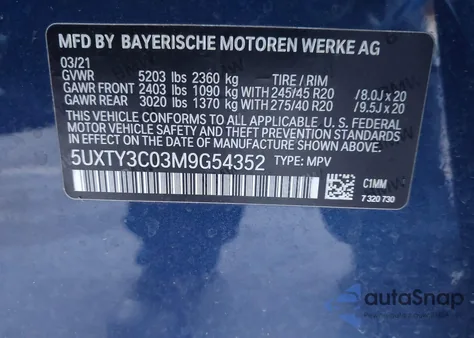 MFD BY BAYERISCHE MOTOREN WERKE AG
03/21
GVWR 5203 lbs 2360 kg TIRE / RIM
GAWR FRONT 2403 lbs 1090 kg WITH 245/45 R20 /8.0J x 20
GAWR REAR 3020 lbs 1370 kg WITH 275/40 R20 /9.5J x 20
THIS VEHICLE CONFORMS TO ALL APPLICABLE U. S. FEDERAL
MOTOR VEHICLE SAFETY, BUMPER, AND THEFT PREVENTION
STANDARDS IN EFFECT ON THE DATE OF MANUFACTURE SHOWN ABOVE.
5UXTY3C03M9G54352 TYPE: MPV
C1MM
7 320 730
autoSnap